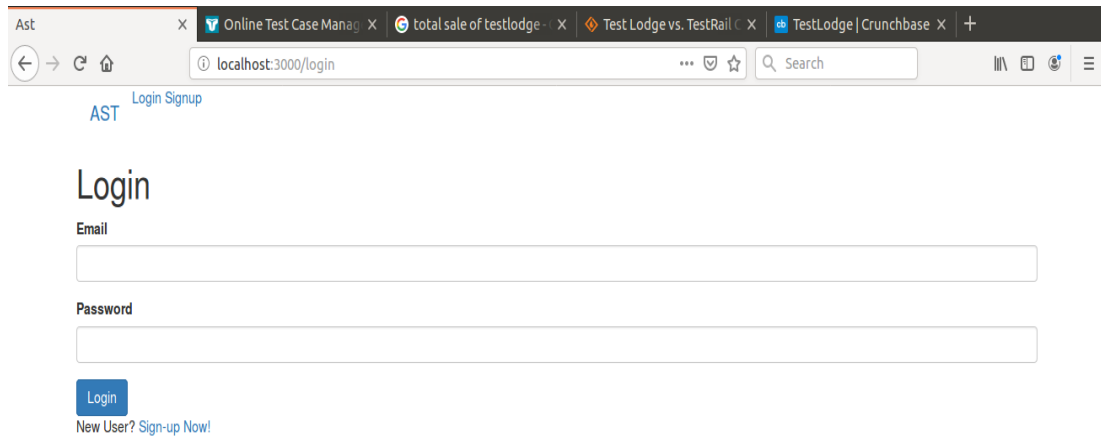 Ast
Online Test Case Manag
total sale of testlodge -
Test Lodge vs. TestRail C
cb TestLodge | Crunchbase
localhost:3000/login
Search
AST
Login Signup
Login
Email
Password
Login
New User? Sign-up Now!